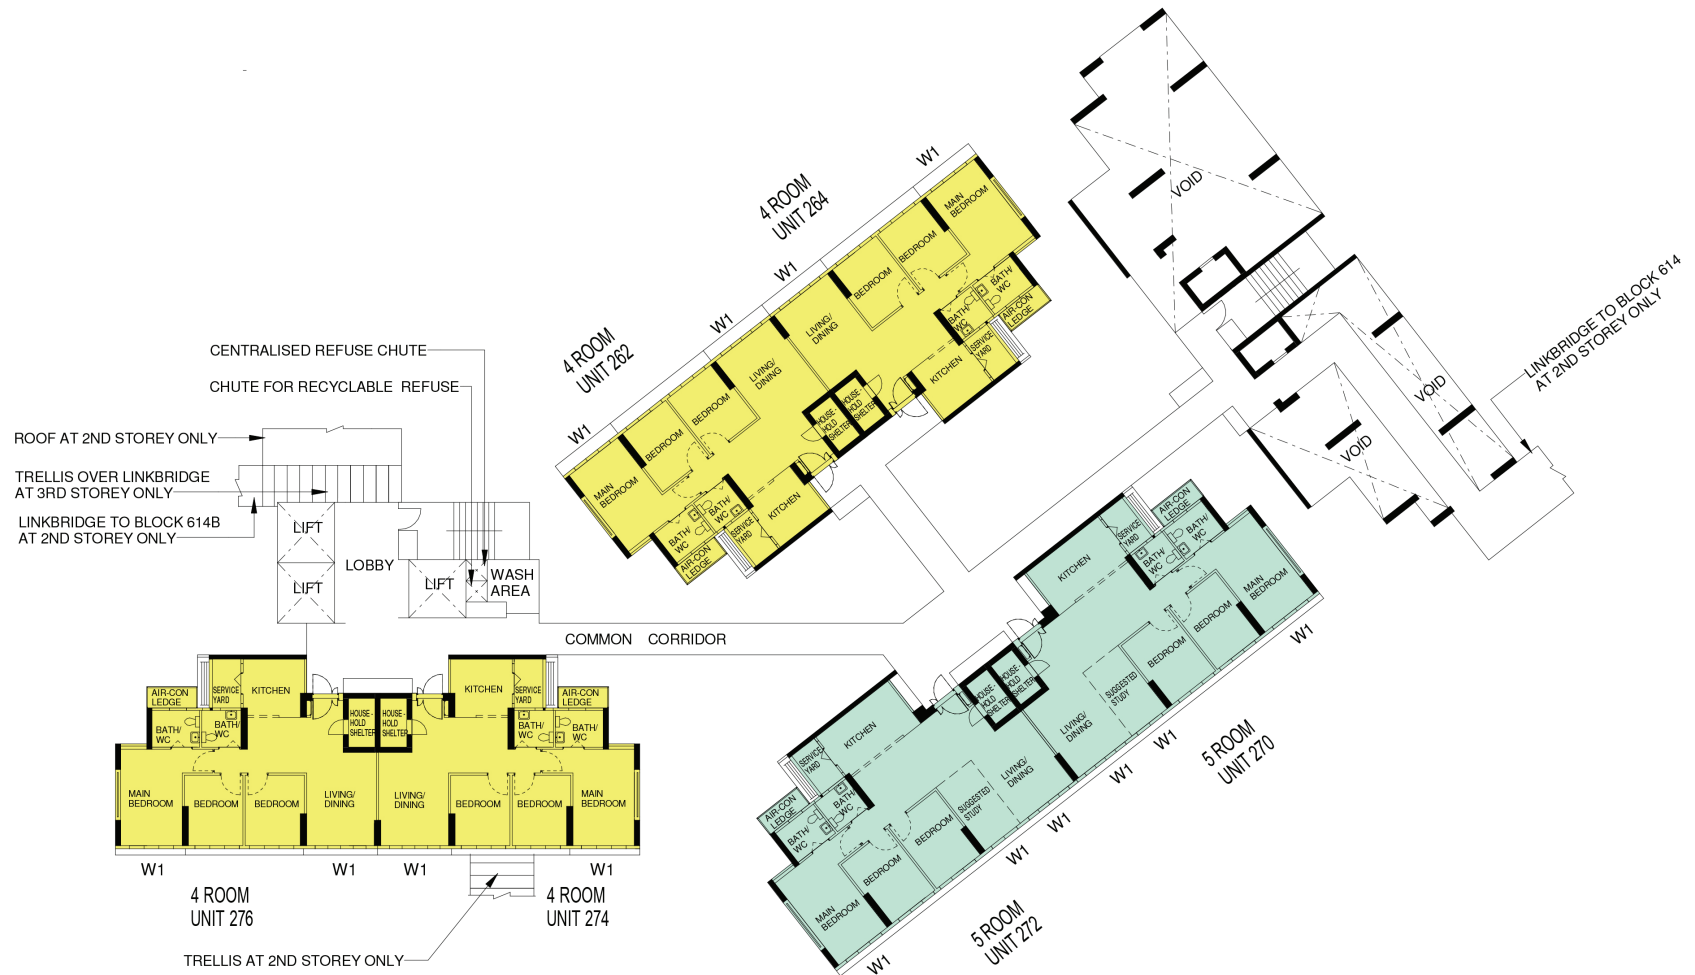 W1
4 ROOM
UNIT 264
MAIN
BEDROOM
BEDROOM
BEDROOM
LIVING/
DINING
BATH/
WC
BATH/
WC
AIR-CON
LEDGE
SERVICE
YARD
KITCHEN
HOUSE -
HOLD
SHELTER
W1
W1
4 ROOM
UNIT 262
W1
LIVING/
DINING
BEDROOM
BEDROOM
MAIN
BEDROOM
HOUSE -
HOLD
SHELTER
KITCHEN
BATH/
WC
BATH/
WC
SERVICE
YARD
AIR-CON
LEDGE
VOID
VOID
VOID
LINKBRIDGE TO BLOCK 614
AT 2ND STOREY ONLY
CENTRALISED REFUSE CHUTE
CHUTE FOR RECYCLABLE REFUSE
ROOF AT 2ND STOREY ONLY
TRELLIS OVER LINKBRIDGE
AT 3RD STOREY ONLY
LINKBRIDGE TO BLOCK 614B
AT 2ND STOREY ONLY
LIFT
LIFT
LOBBY
LIFT
WASH
AREA
COMMON CORRIDOR
AIR-CON
LEDGE
SERVICE
YARD
KITCHEN
BATH/
WC
BATH/
WC
HOUSE -
HOLD
SHELTER
MAIN
BEDROOM
BEDROOM
BEDROOM
LIVING/
DINING
W1
W1
4 ROOM
UNIT 276
HOUSE -
HOLD
SHELTER
KITCHEN
SERVICE
YARD
AIR-CON
LEDGE
BATH/
WC
BATH/
WC
LIVING/
DINING
BEDROOM
BEDROOM
MAIN
BEDROOM
W1
W1
4 ROOM
UNIT 274
TRELLIS AT 2ND STOREY ONLY
AIR-CON
LEDGE
SERVICE
YARD
KITCHEN
BATH/
WC
BATH/
WC
HOUSE -
HOLD
SHELTER
MAIN
BEDROOM
BEDROOM
BEDROOM
SUGGESTED
STUDY
LIVING/
DINING
W1
W1
W1
5 ROOM
UNIT 270
AIR-CON
LEDGE
SERVICE
YARD
KITCHEN
BATH/
WC
BATH/
WC
HOUSE -
HOLD
SHELTER
LIVING/
DINING
SUGGESTED
STUDY
BEDROOM
BEDROOM
MAIN
BEDROOM
W1
W1
W1
5 ROOM
UNIT 272